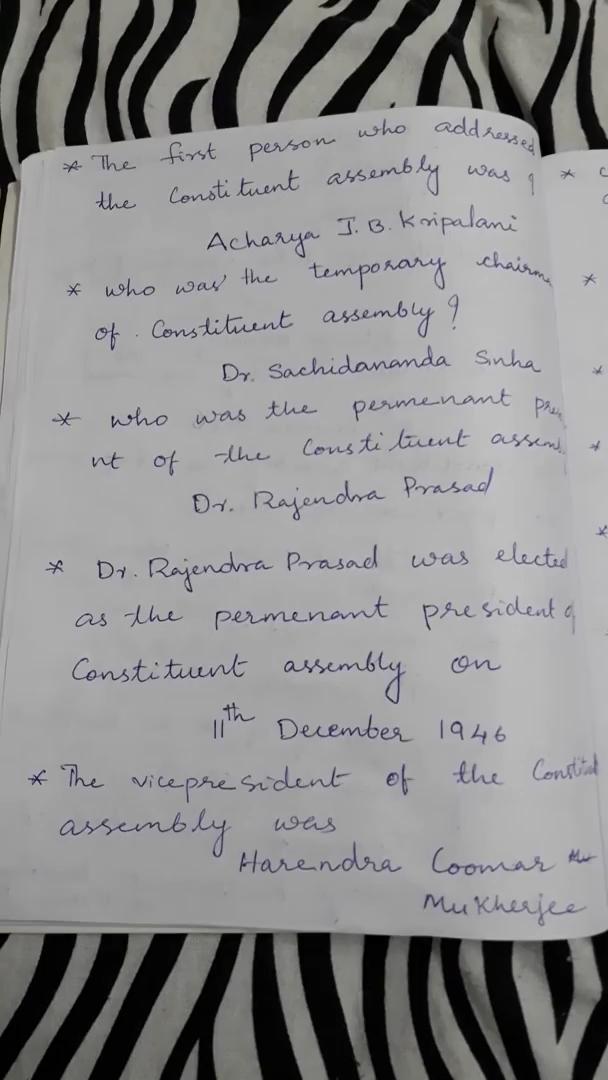 * The first person who addressed
the Constituent assembly was ?
Acharya J. B. Kripalani
* who was the temporary chairm
of Constituent assembly ?
Dr. Sachidananda Sinha
* who was the permenant pre
nt of the Constituent assem
Dr. Rajendra Prasad
* Dr. Rajendra Prasad was elected
as the permenant president of
Constituent assembly on
11th December 1946
* The vicepresident of the Constitu
assembly was
Harendra Coomar
Mukherjee